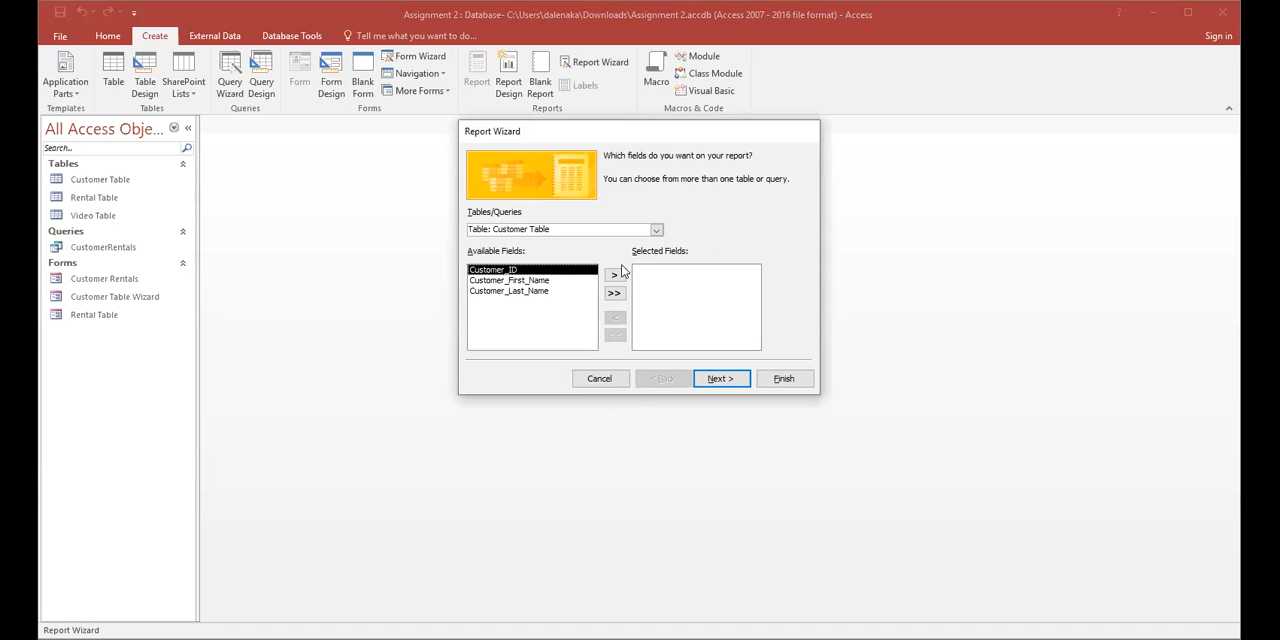 Assignment 2 : Database- C:\Users\dalenaka\Downloads\Assignment 2.accdb (Access 2007 - 2016 file format) - Access
?
File
Home
Create
External Data
Database Tools
Tell me what you want to do...
Sign in
Application Parts
Table
Table Design
SharePoint Lists
Query Wizard
Query Design
Form
Form Design
Blank Form
Form Wizard
Navigation
More Forms
Report
Report Design
Blank Report
Report Wizard
Labels
Macro
Module
Class Module
Visual Basic
Templates
Tables
Queries
Forms
Reports
Macros & Code
All Access Obje...
Search...
Tables
Customer Table
Rental Table
Video Table
Queries
CustomerRentals
Forms
Customer Rentals
Customer Table Wizard
Rental Table
Report Wizard
Which fields do you want on your report?
You can choose from more than one table or query.
Tables/Queries
Table: Customer Table
Available Fields:
Selected Fields:
Customer_ID
Customer_First_Name
Customer_Last_Name
>
>>
<
<<
Cancel
<Back
Next >
Finish
Report Wizard